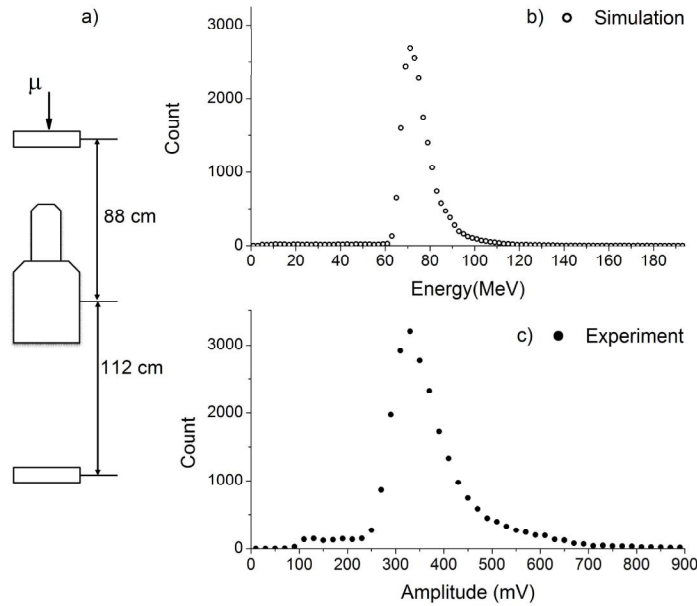 a)
μ
88 cm
112 cm
b) Simulation
Count
3000
2000
1000
0
0 20 40 60 80 100 120 140 160 180
Energy(MeV)
c) Experiment
Count
3000
2000
1000
0
0 100 200 300 400 500 600 700 800 900
Amplitude (mV)